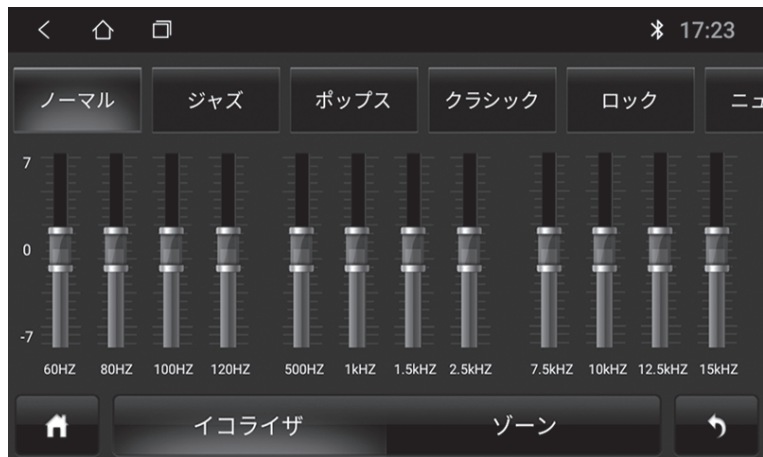 17:23
ノーマル ジャズ ポップス クラシック ロック ニュ
7
0
-7
60HZ 80HZ 100HZ 120HZ 500HZ 1kHZ 1.5kHZ 2.5kHZ 7.5kHZ 10kHZ 12.5kHZ 15kHZ
イコライザ ゾーン